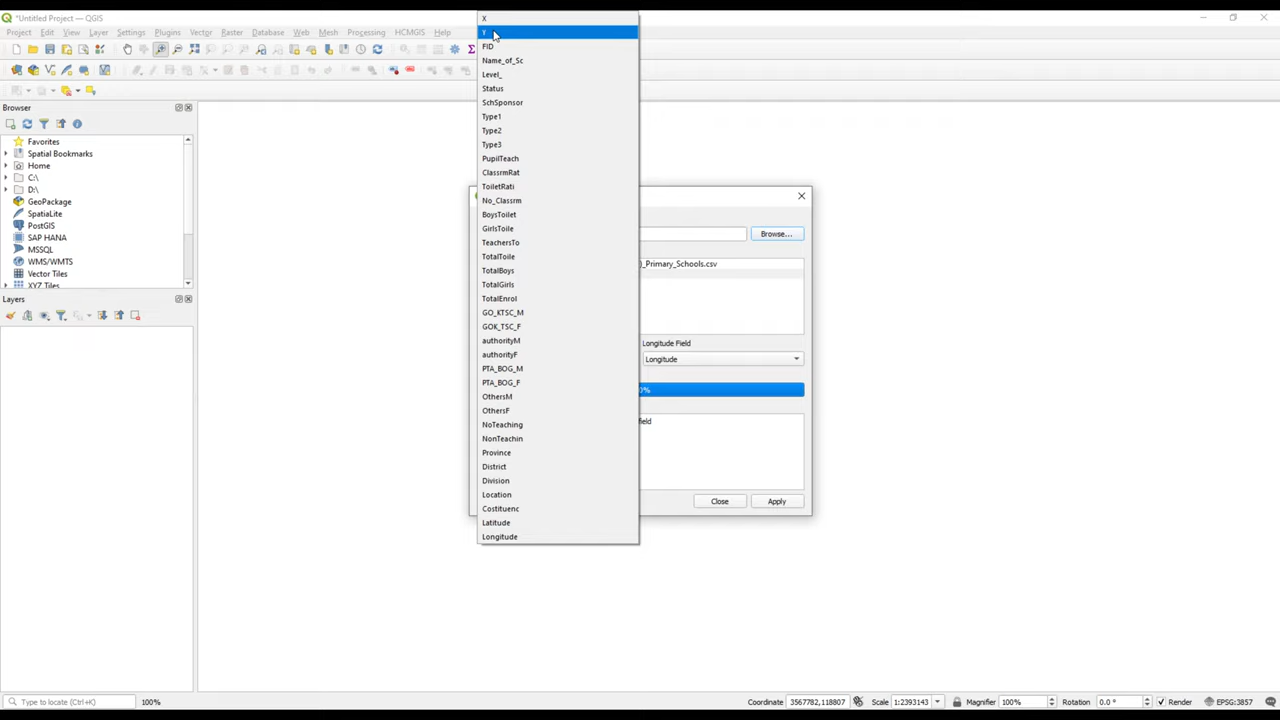 *Untitled Project — QGIS
Project Edit View Layer Settings Plugins Vector Raster Database Web Mesh Processing HCMGIS Help
Browser
Favorites
Spatial Bookmarks
Home
C:\
D:\
GeoPackage
SpatiaLite
PostGIS
SAP HANA
MSSQL
WMS/WMTS
Vector Tiles
XYZ Tiles
Layers
X
Y
FID
Name_of_Sc
Level_
Status
SchSponsor
Type1
Type2
Type3
PupilTeach
ClassrmRat
ToiletRati
No_Classrm
BoysToilet
GirlsToile
TeachersTo
TotalToile
TotalBoys
TotalGirls
TotalEnrol
GO_KTSC_M
GOK_TSC_F
authorityM
authorityF
PTA_BOG_M
PTA_BOG_F
OthersM
OthersF
NoTeaching
NonTeachin
Province
District
Division
Location
Costituenc
Latitude
Longitude
Browse...
)_Primary_Schools.csv
Longitude Field
Longitude
0%
field
Close Apply
Type to locate (Ctrl+K) 100% Coordinate 3567782,118807 Scale 1:2393143 Magnifier 100% Rotation 0.0 ° Render EPSG:3857